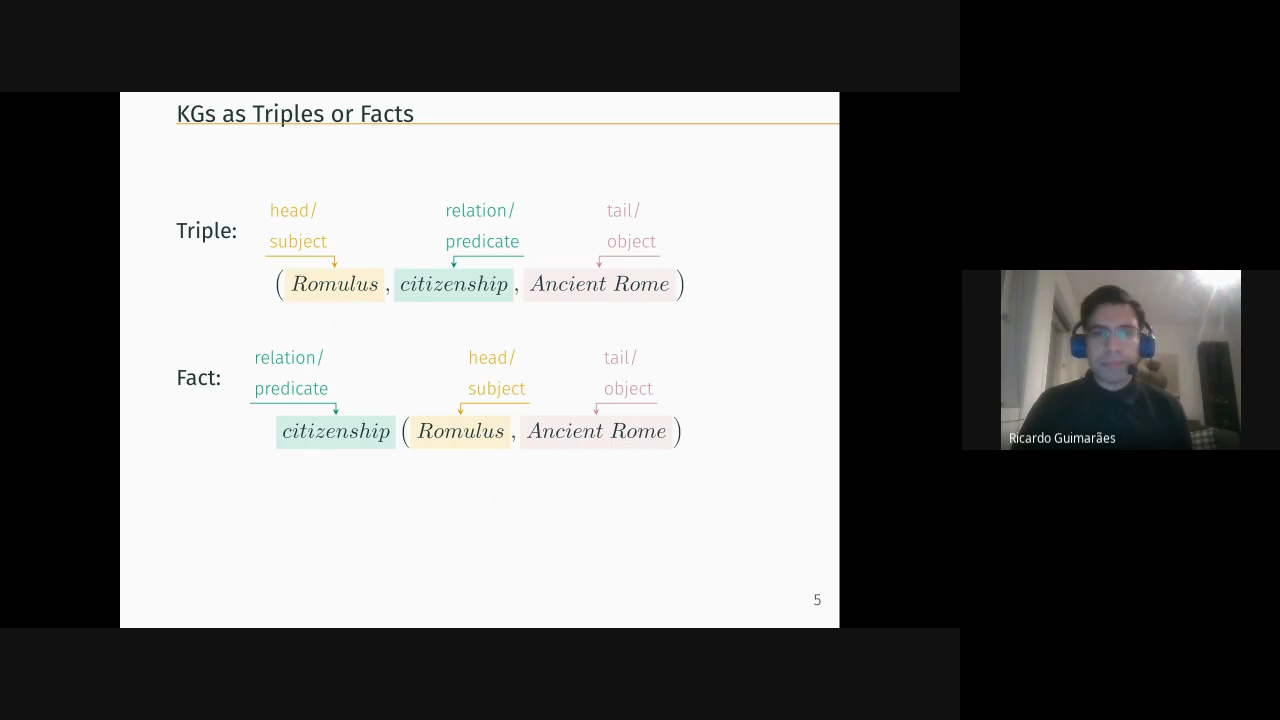 KGs as Triples or Facts
Triple:
head/ relation/ tail/
subject predicate object
(Romulus, citizenship, Ancient Rome)
Fact:
relation/ head/ tail/
predicate subject object
citizenship (Romulus, Ancient Rome)
5
Ricardo Guimarães